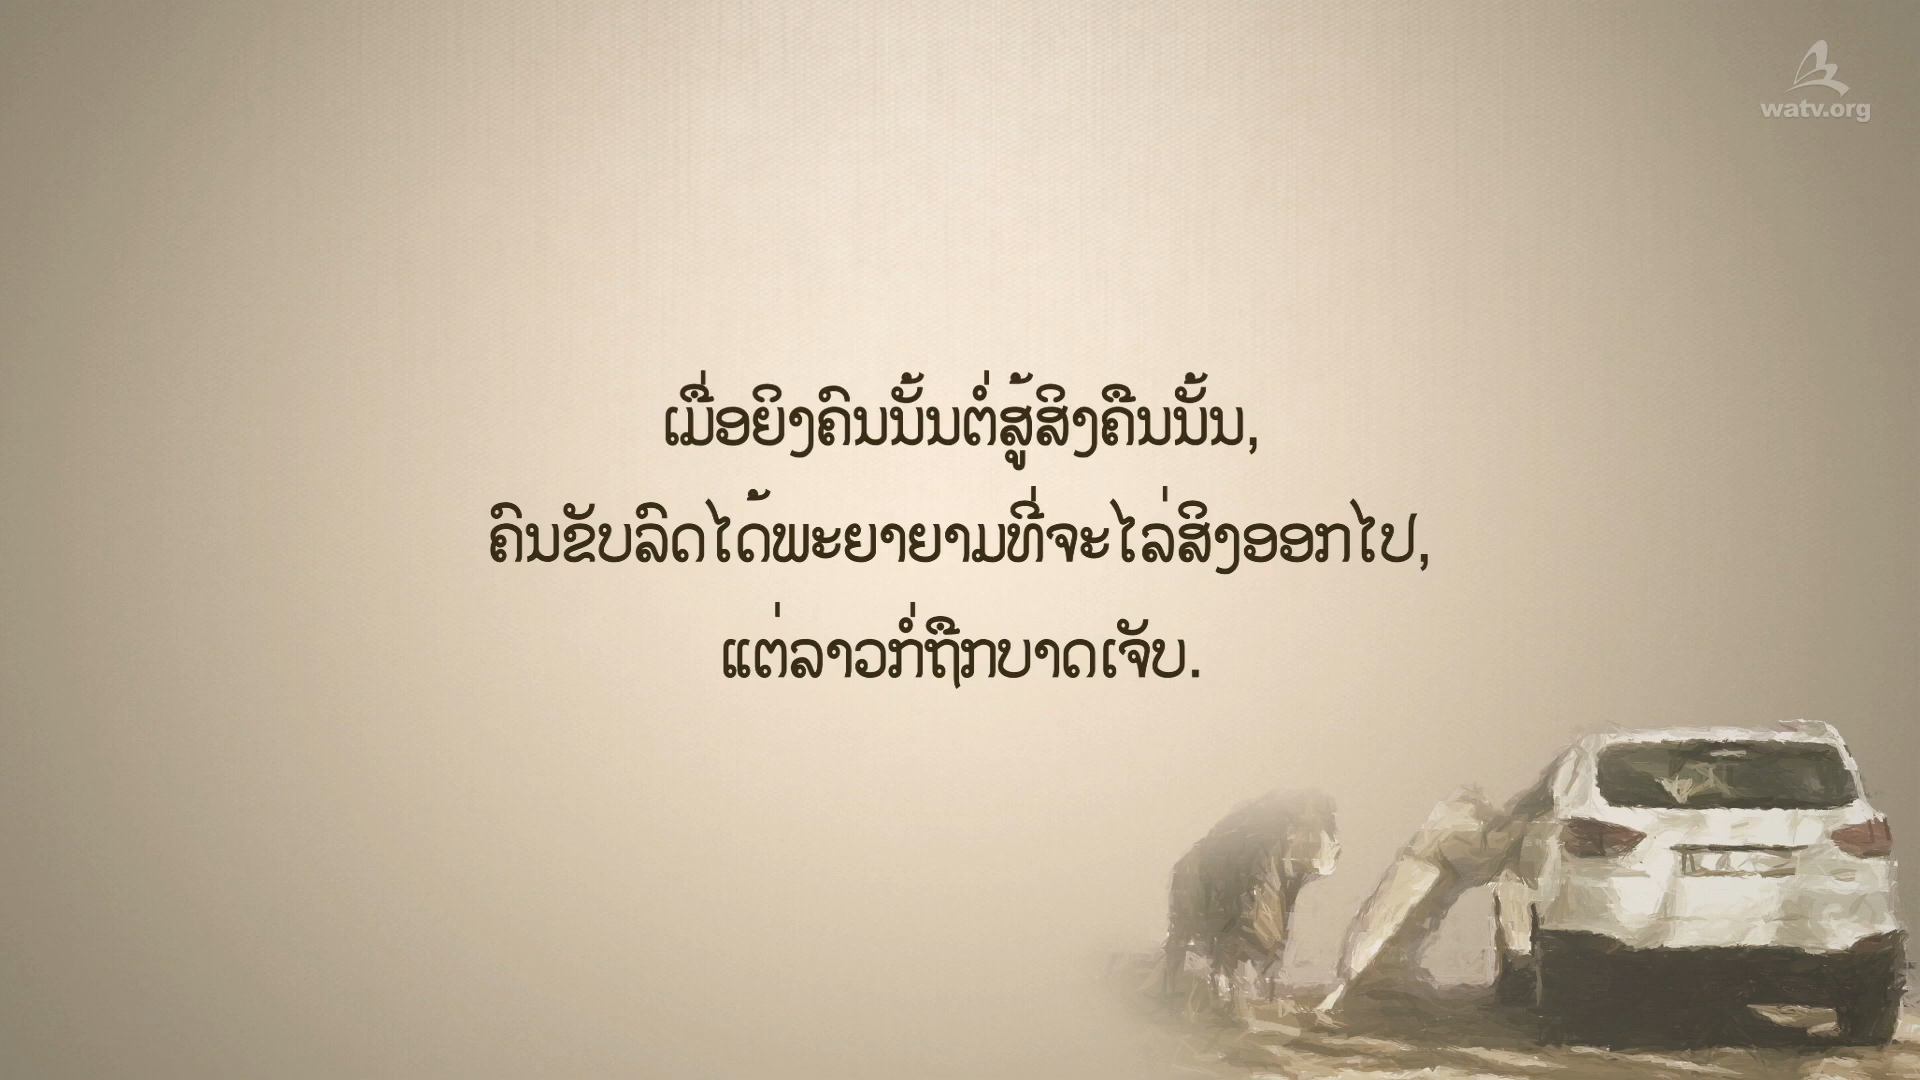 watv.org
ເມື່ອຍິງຄົນນັ້ນຕໍ່ສູ້ສິງຄືນນັ້ນ,
ຄົນຂັບລົດໄດ້ພະຍາຍາມທີ່ຈະໄລ່ສິງອອກໄປ,
ແຕ່ລາວກໍ່ຖືກບາດເຈັບ.